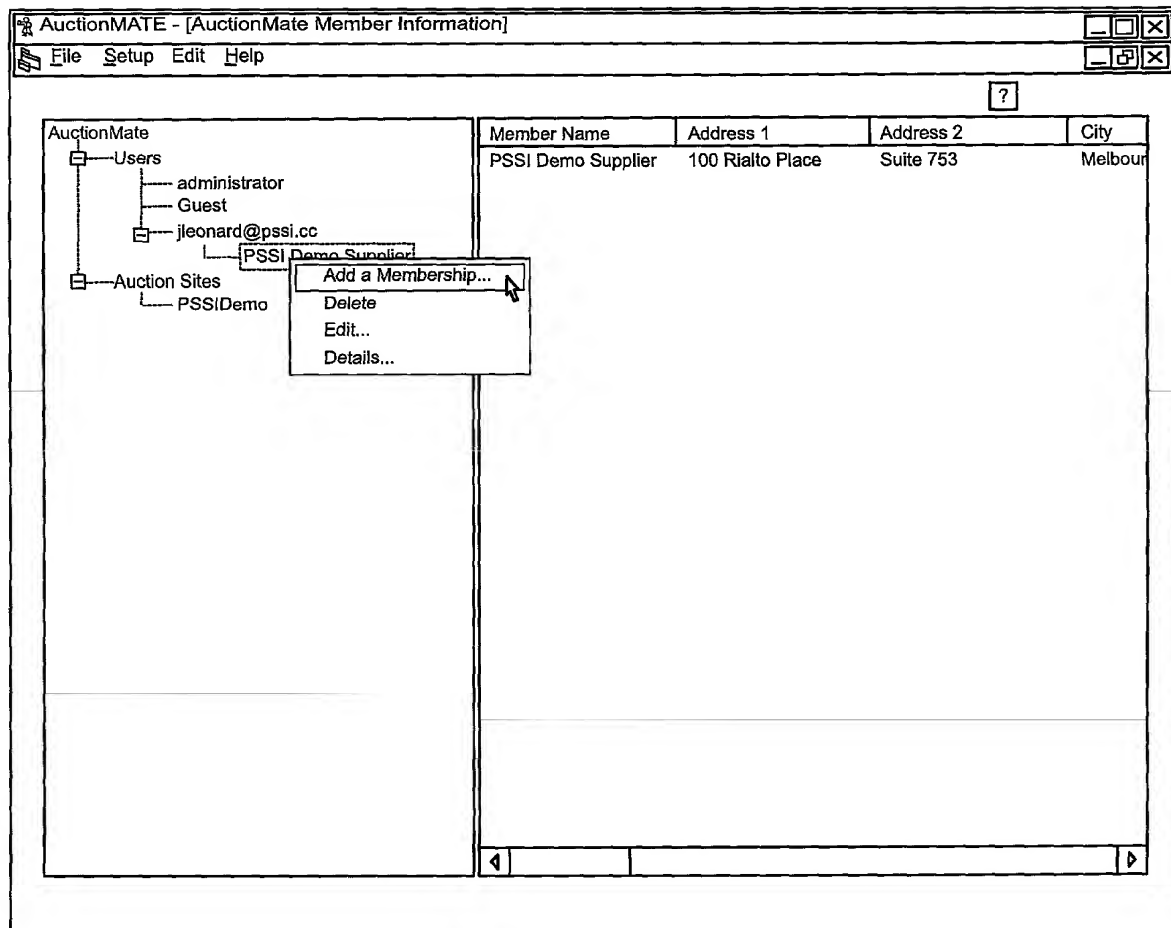 AuctionMATE - [AuctionMate Member Information]
File Setup Edit Help
?
AuctionMate
Users
administrator
Guest
jleonard@pssi.cc
PSSI Demo Supplier
Auction Sites
PSSIDemo
Add a Membership...
Delete
Edit...
Details...
Member Name Address 1 Address 2 City
PSSI Demo Supplier 100 Rialto Place Suite 753 Melbour